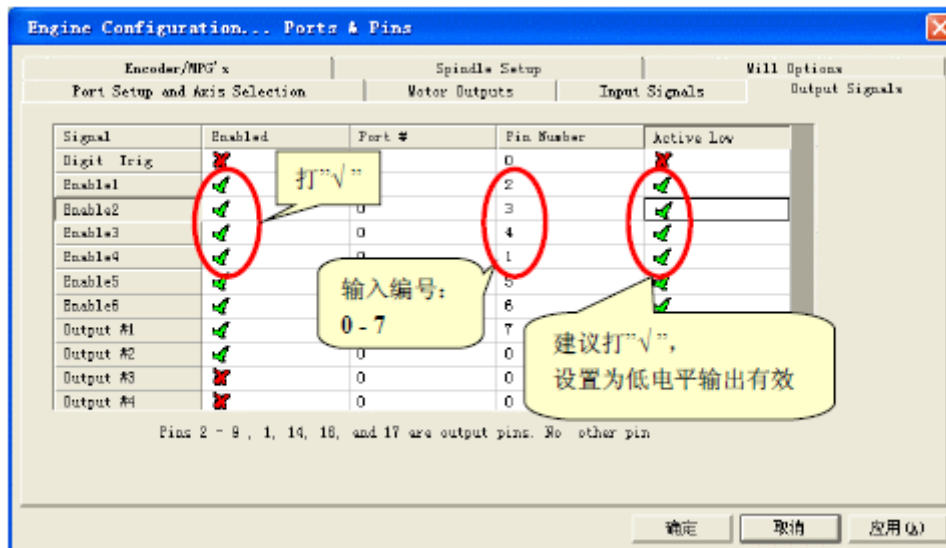 Engine Configuration... Ports & Pins
Encoder/MPG's Spindle Setup Mill Options
Port Setup and Axis Selection Motor Outputs Input Signals Output Signals
Signal Enabled Port # Pin Number Active Low
Digit Trig 0
Enable1 2
Enable2 0 3
Enable3 0 4
Enable4 0 1
Enable5 5
Enable6 6
Output #1 7
Output #2 0 0
Output #3 0 0
Output #4 0 0
打"√"
输入编号：
0 - 7
建议打"√"，
设置为低电平输出有效
Pins 2 - 9 , 1, 14, 16, and 17 are output pins. No other pin
确定 取消 应用(A)